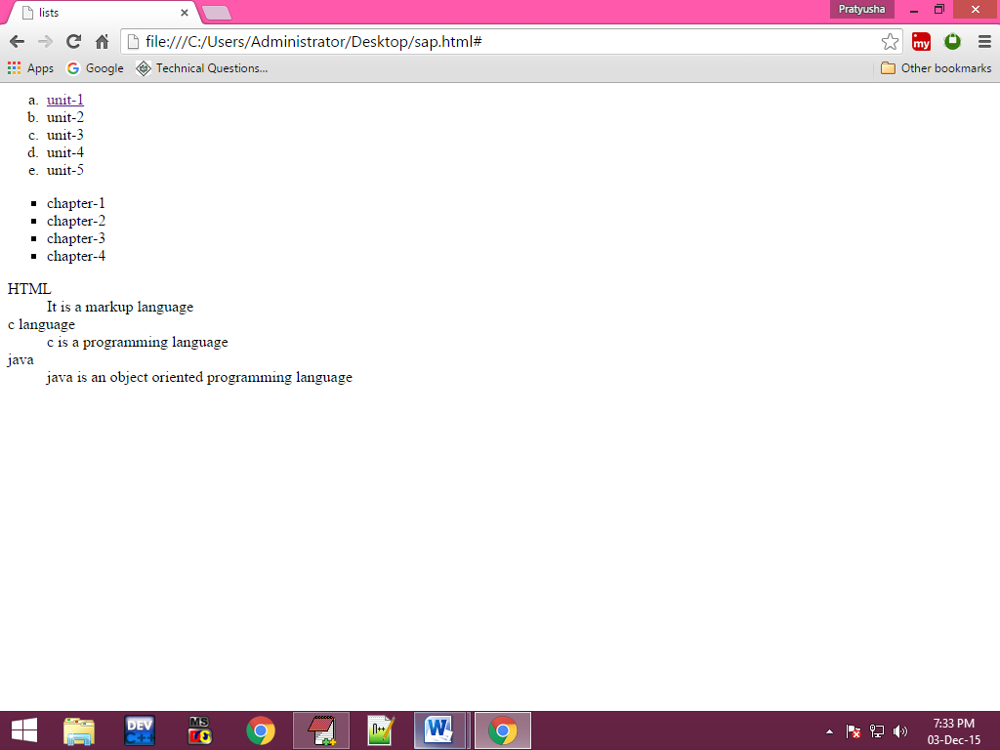 lists
Pratyusha
file:///C:/Users/Administrator/Desktop/sap.html#
my
Apps
Google
Technical Questions...
Other bookmarks
a. unit-1
b. unit-2
c. unit-3
d. unit-4
e. unit-5
chapter-1
chapter-2
chapter-3
chapter-4
HTML
It is a markup language
c language
c is a programming language
java
java is an object oriented programming language
DEV
C++
MS
W
7:33 PM
03-Dec-15